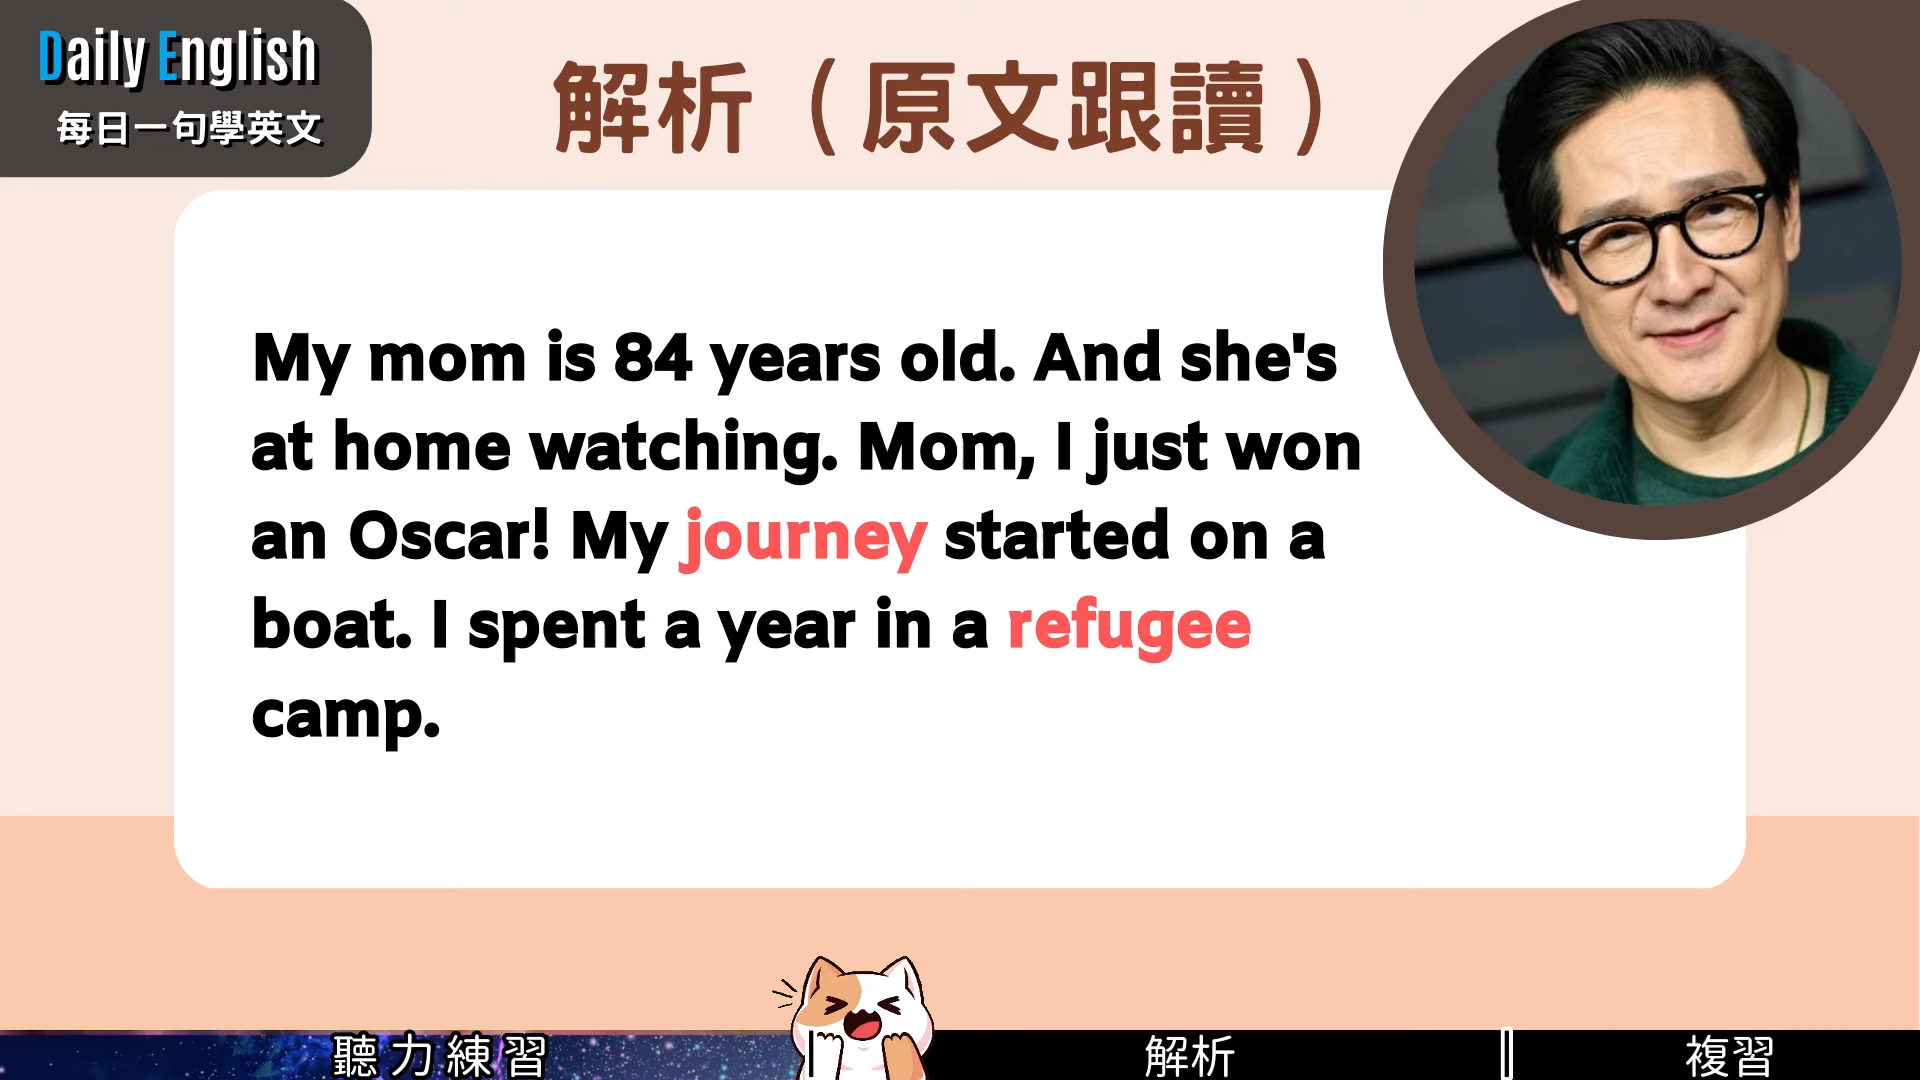 Daily English
每日一句學英文
解析（原文跟讀）
My mom is 84 years old. And she's
at home watching. Mom, I just won
an Oscar! My journey started on a
boat. I spent a year in a refugee
camp.
聽力練習
解析
複習